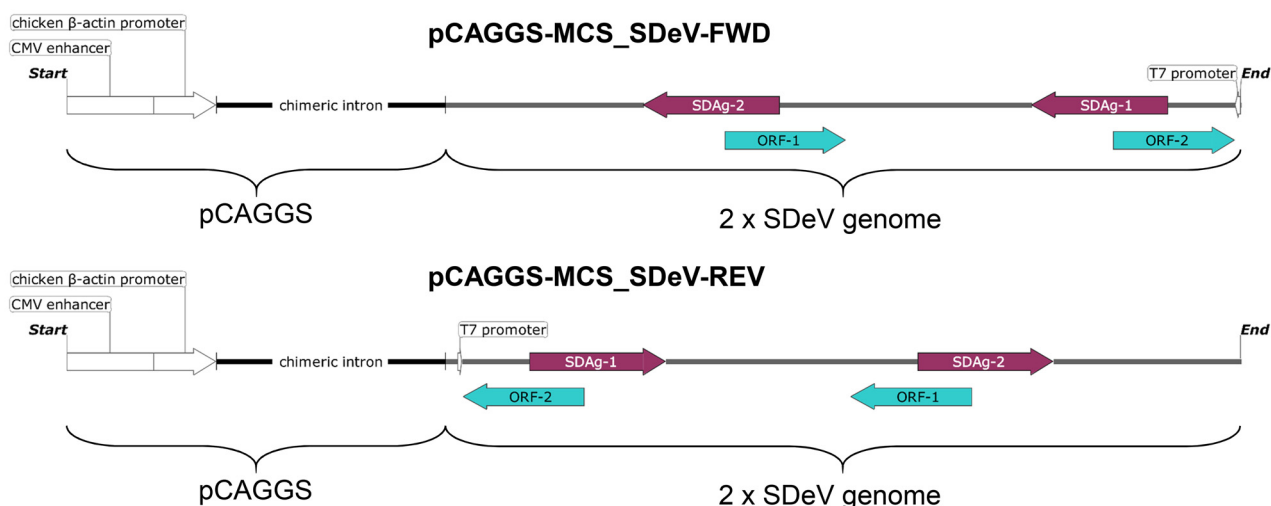 chicken β-actin promoter
pCAGGS-MCS_SDeV-FWD
CMV enhancer
Start
T7 promoter
End
chimeric intron
SDAg-2
SDAg-1
ORF-1
ORF-2
pCAGGS
2 x SDeV genome
pCAGGS-MCS_SDeV-REV
chicken β-actin promoter
CMV enhancer
Start
T7 promoter
End
chimeric intron
SDAg-1
SDAg-2
ORF-2
ORF-1
pCAGGS
2 x SDeV genome